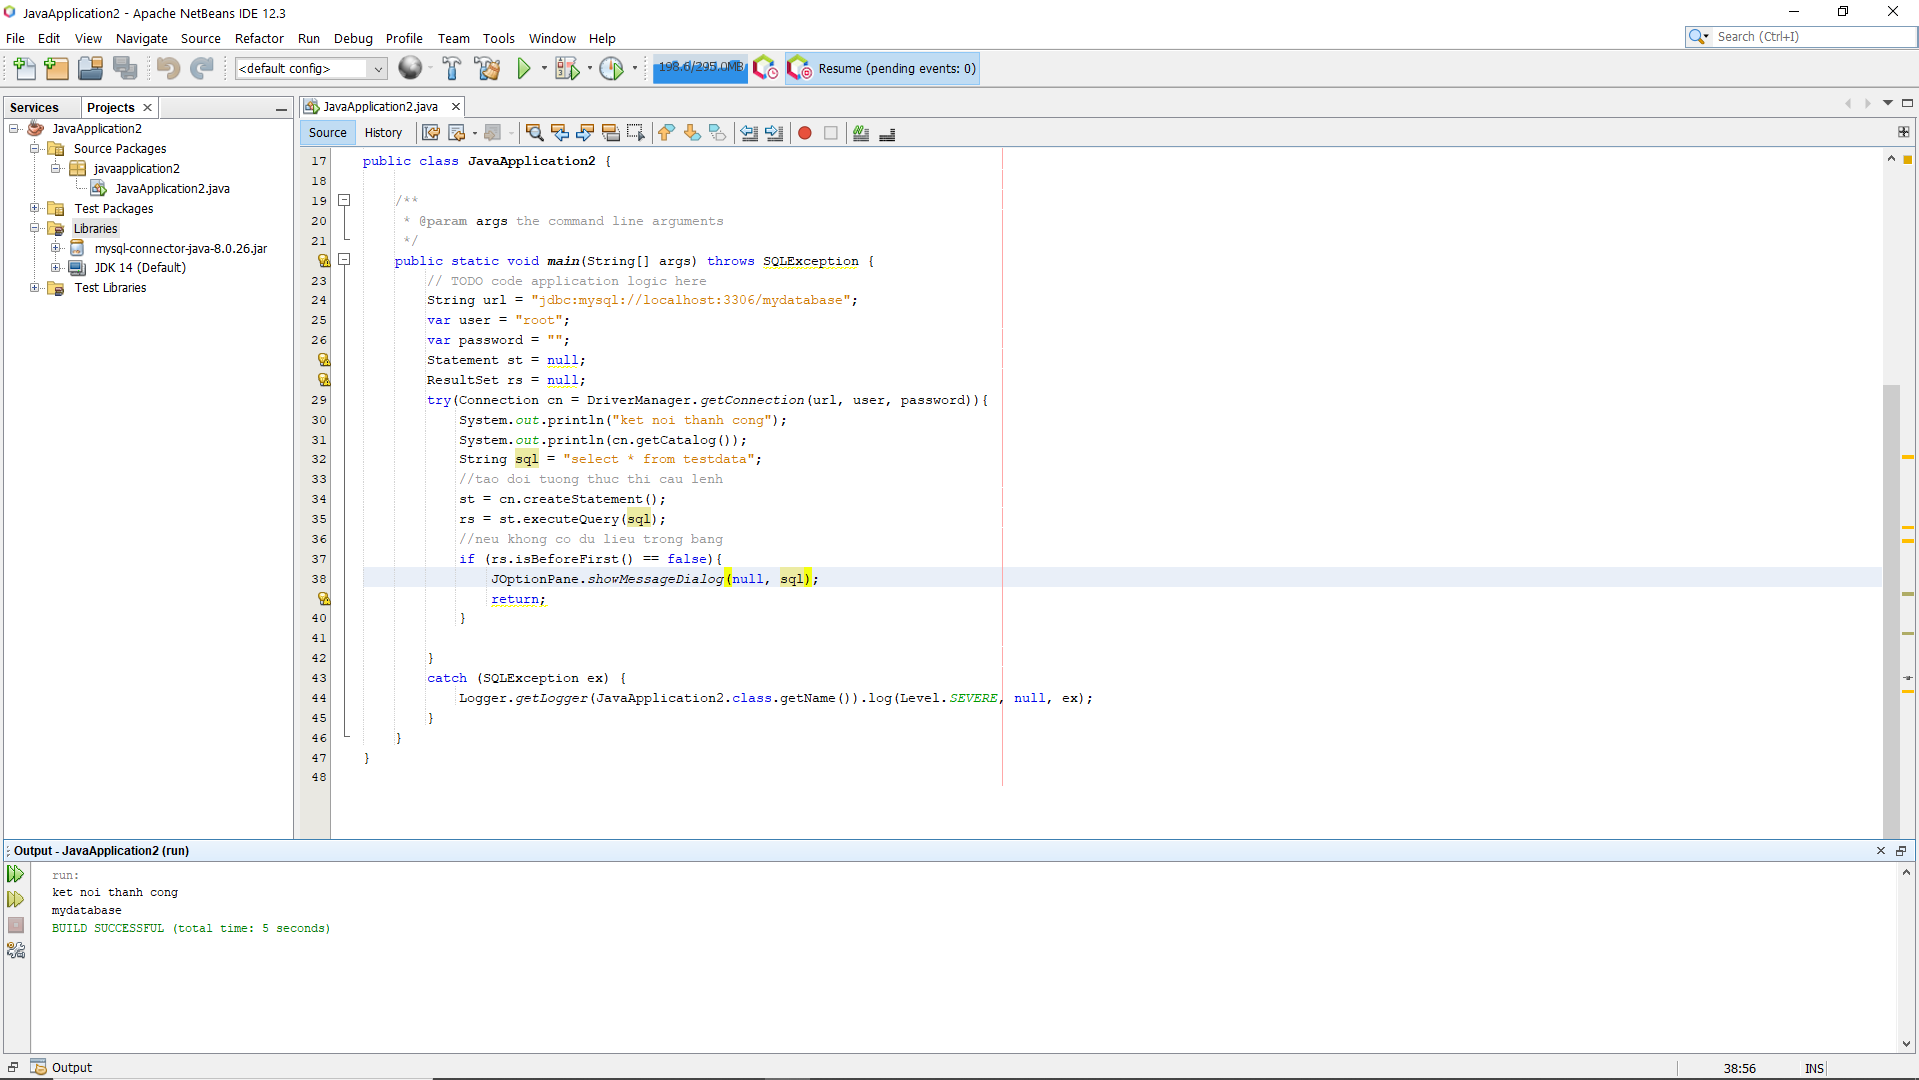 JavaApplication2 - Apache NetBeans IDE 12.3
File Edit View Navigate Source Refactor Run Debug Profile Team Tools Window Help
Search (Ctrl+I)
<default config>
198.6/295.0MB
Resume (pending events: 0)
Services Projects
JavaApplication2
Source Packages
javaapplication2
JavaApplication2.java
Test Packages
Libraries
mysql-connector-java-8.0.26.jar
JDK 14 (Default)
Test Libraries
JavaApplication2.java
Source History
17 public class JavaApplication2 {
18
19 /**
20 * @param args the command line arguments
21 */
public static void main(String[] args) throws SQLException {
23 // TODO code application logic here
24 String url = "jdbc:mysql://localhost:3306/mydatabase";
25 var user = "root";
26 var password = "";
Statement st = null;
ResultSet rs = null;
29 try(Connection cn = DriverManager.getConnection(url, user, password)){
30 System.out.println("ket noi thanh cong");
31 System.out.println(cn.getCatalog());
32 String sql = "select * from testdata";
33 //tao doi tuong thuc thi cau lenh
34 st = cn.createStatement();
35 rs = st.executeQuery(sql);
36 //neu khong co du lieu trong bang
37 if (rs.isBeforeFirst() == false){
38 JOptionPane.showMessageDialog(null, sql);
return;
40 }
41
42 }
43 catch (SQLException ex) {
44 Logger.getLogger(JavaApplication2.class.getName()).log(Level.SEVERE, null, ex);
45 }
46 }
47 }
48
Output - JavaApplication2 (run)
run:
ket noi thanh cong
mydatabase
BUILD SUCCESSFUL (total time: 5 seconds)
Output
38:56 INS